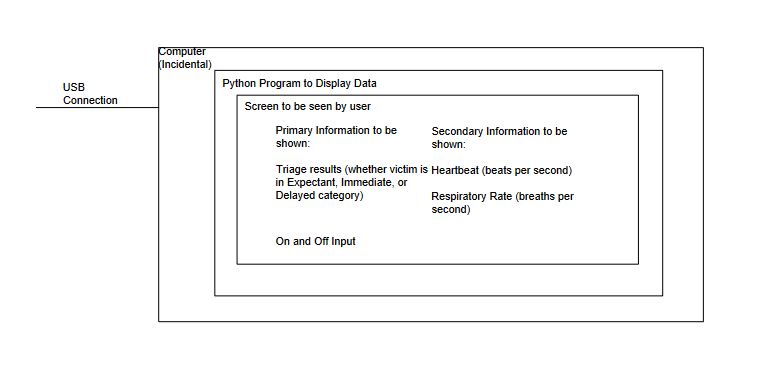 Computer
(Incidental)
USB
Connection
Python Program to Display Data
Screen to be seen by user
Primary Information to be
shown:
Triage results (whether victim is
in Expectant, Immediate, or
Delayed category)
On and Off Input
Secondary Information to be
shown:
Heartbeat (beats per second)
Respiratory Rate (breaths per
second)